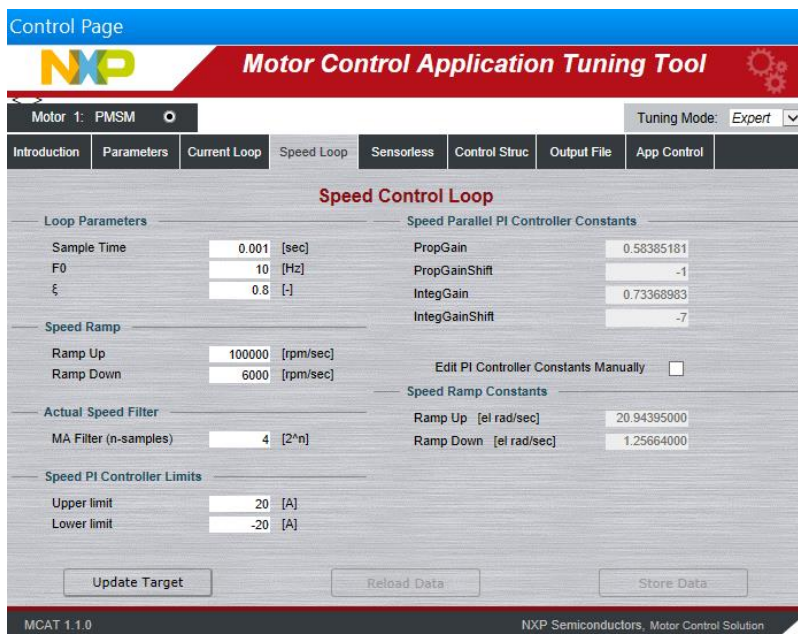 Control Page
NXP
Motor Control Application Tuning Tool
< >
Motor 1: PMSM
Tuning Mode: Expert
Introduction Parameters Current Loop Speed Loop Sensorless Control Struc Output File App Control
Speed Control Loop
Loop Parameters
Sample Time 0.001 [sec]
F0 10 [Hz]
ξ 0.8 [-]
Speed Ramp
Ramp Up 100000 [rpm/sec]
Ramp Down 6000 [rpm/sec]
Actual Speed Filter
MA Filter (n-samples) 4 [2^n]
Speed PI Controller Limits
Upper limit 20 [A]
Lower limit -20 [A]
Speed Parallel PI Controller Constants
PropGain 0.58385181
PropGainShift -1
IntegGain 0.73368983
IntegGainShift -7
Edit PI Controller Constants Manually
Speed Ramp Constants
Ramp Up [el rad/sec] 20.94395000
Ramp Down [el rad/sec] 1.25664000
Update Target Reload Data Store Data
MCAT 1.1.0 NXP Semiconductors, Motor Control Solution